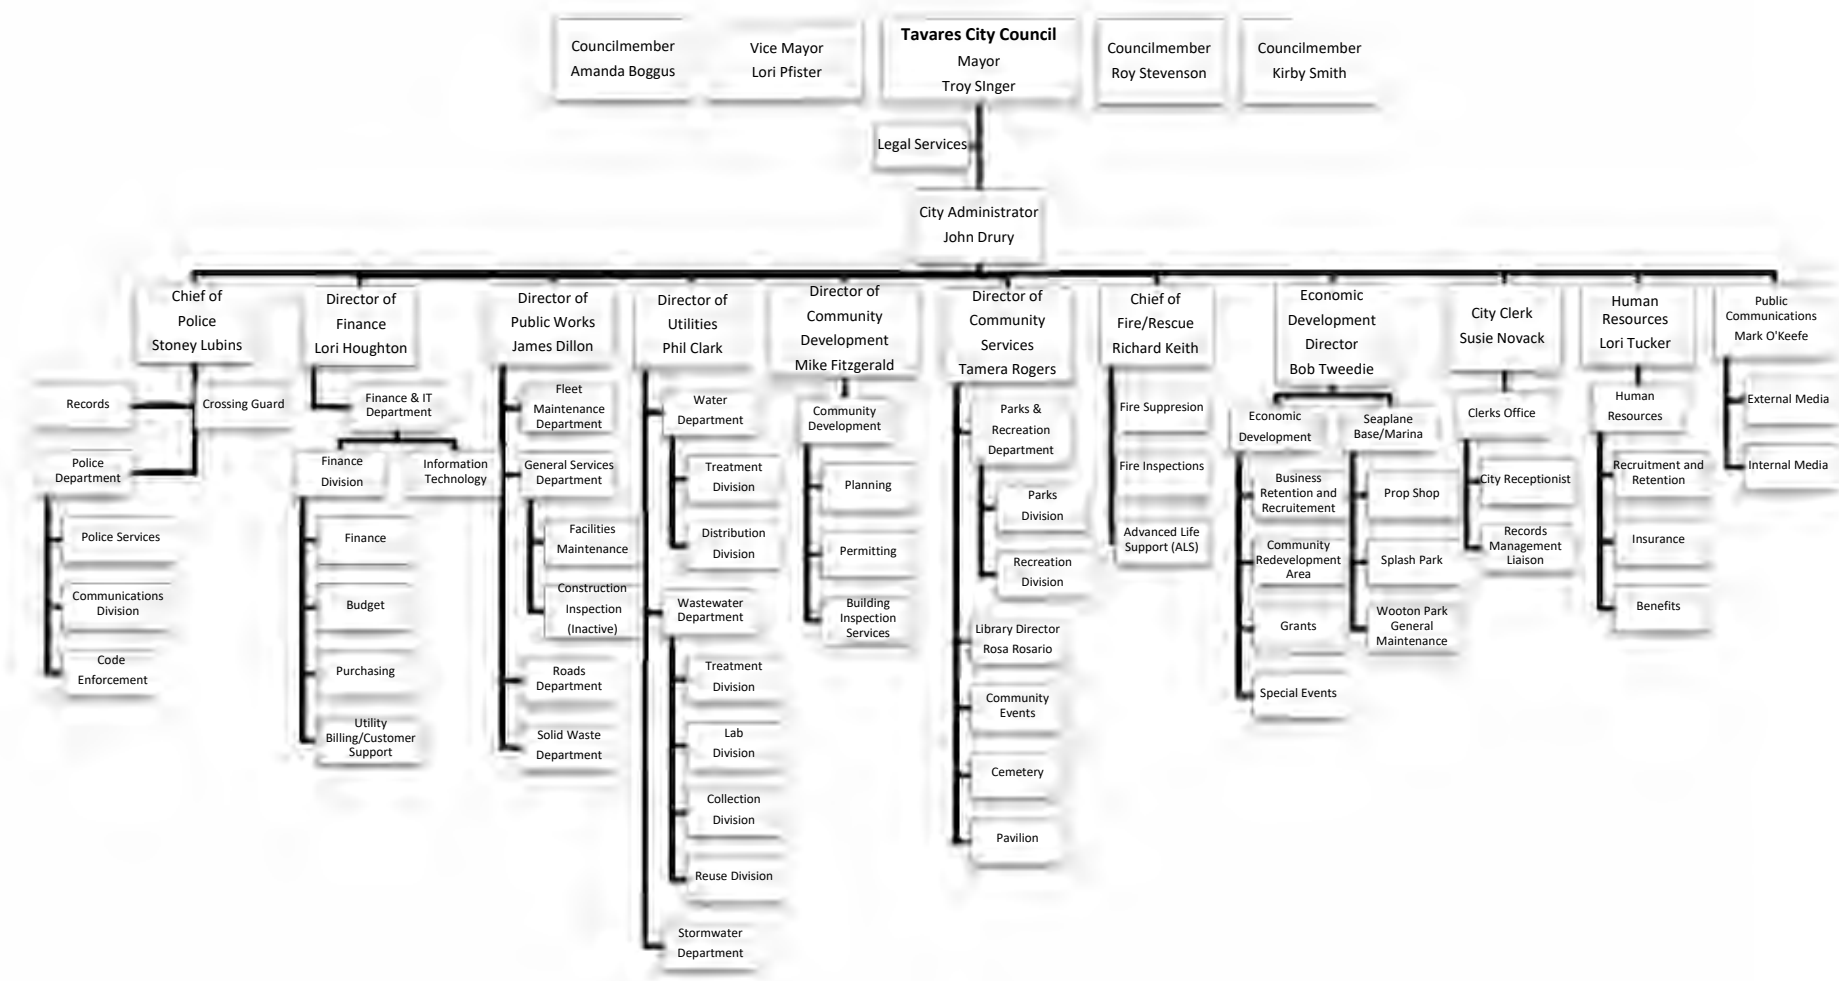 Councilmember
Amanda Boggus
Vice Mayor
Lori Pfister
Tavares City Council
Mayor
Troy SInger
Councilmember
Roy Stevenson
Councilmember
Kirby Smith
Legal Services
City Administrator
John Drury
Chief of
Police
Stoney Lubins
Director of
Finance
Lori Houghton
Director of
Public Works
James Dillon
Director of
Utilities
Phil Clark
Director of
Community
Development
Mike Fitzgerald
Director of
Community
Services
Tamera Rogers
Chief of
Fire/Rescue
Richard Keith
Economic
Development
Director
Bob Tweedie
City Clerk
Susie Novack
Human
Resources
Lori Tucker
Public
Communications
Mark O'Keefe
Records
Crossing Guard
Police
Department
Police Services
Communications
Division
Code
Enforcement
Finance & IT
Department
Finance
Division
Information
Technology
Finance
Budget
Purchasing
Utility
Billing/Customer
Support
Fleet
Maintenance
Department
General Services
Department
Facilities
Maintenance
Construction
Inspection
(Inactive)
Roads
Department
Solid Waste
Department
Water
Department
Treatment
Division
Distribution
Division
Wastewater
Department
Treatment
Division
Lab
Division
Collection
Division
Reuse Division
Stormwater
Department
Community
Development
Planning
Permitting
Building
Inspection
Services
Parks &
Recreation
Department
Parks
Division
Recreation
Division
Library Director
Rosa Rosario
Community
Events
Cemetery
Pavilion
Fire Suppresion
Fire Inspections
Advanced Life
Support (ALS)
Economic
Development
Business
Retention and
Recruitement
Community
Redevelopment
Area
Grants
Special Events
Seaplane
Base/Marina
Prop Shop
Splash Park
Wooton Park
General
Maintenance
Clerks Office
City Receptionist
Records
Management
Liaison
Human
Resources
Recruitment and
Retention
Insurance
Benefits
External Media
Internal Media